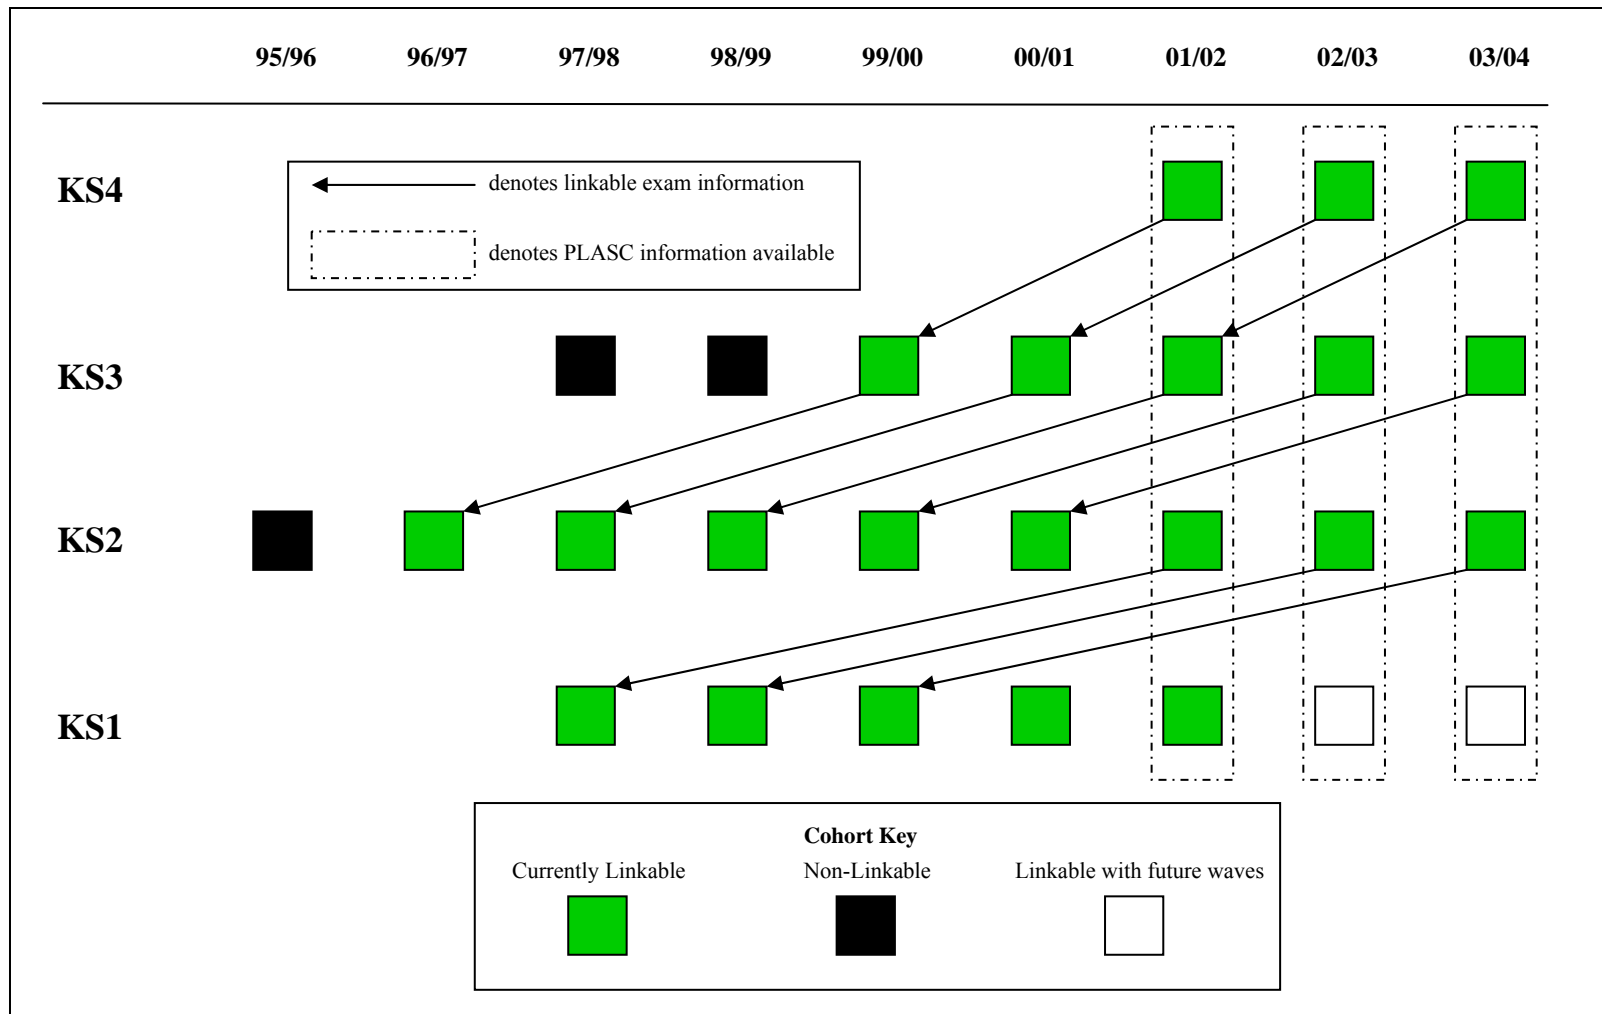 95/96 96/97 97/98 98/99 99/00 00/01 01/02 02/03 03/04
KS4
denotes linkable exam information
denotes PLASC information available
KS3
KS2
KS1
Cohort Key
Currently Linkable Non-Linkable Linkable with future waves